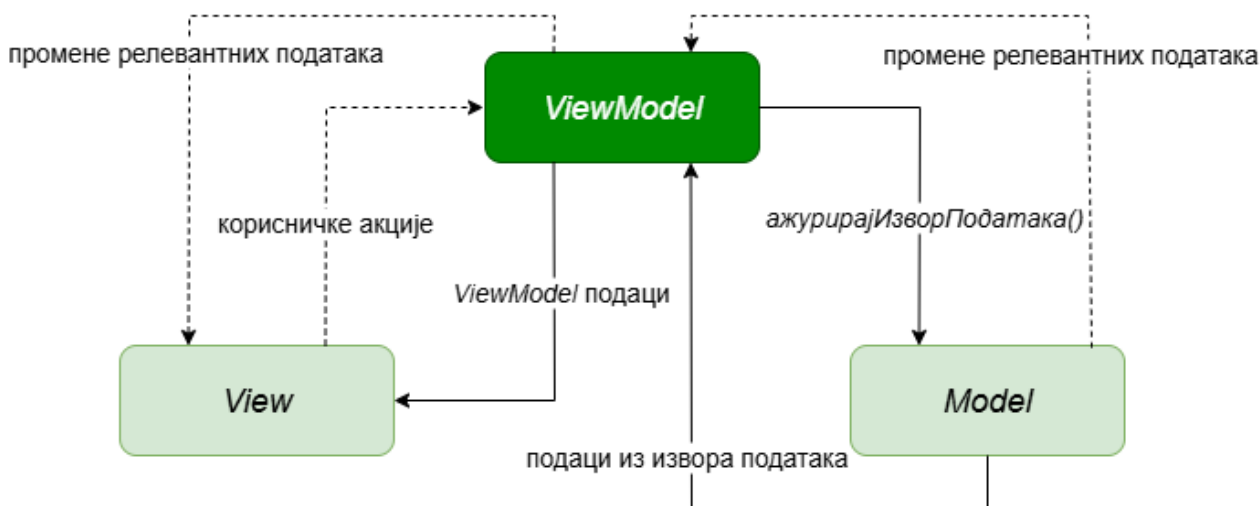 промене релевантних података
промене релевантних података
ViewModel
корисничке акције
ажурирајИзворПодатака()
ViewModel подаци
View
Model
подаци из извора података